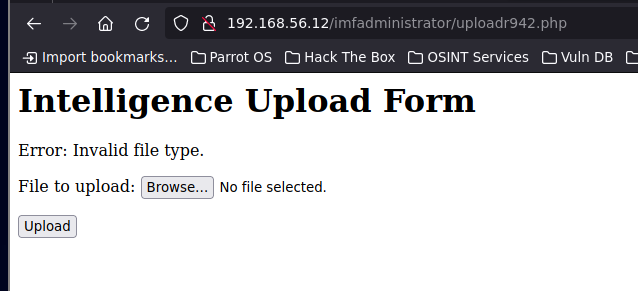 192.168.56.12/imfadministrator/uploadr942.php
Import bookmarks... Parrot OS Hack The Box OSINT Services Vuln DB
Intelligence Upload Form
Error: Invalid file type.
File to upload: Browse... No file selected.
Upload